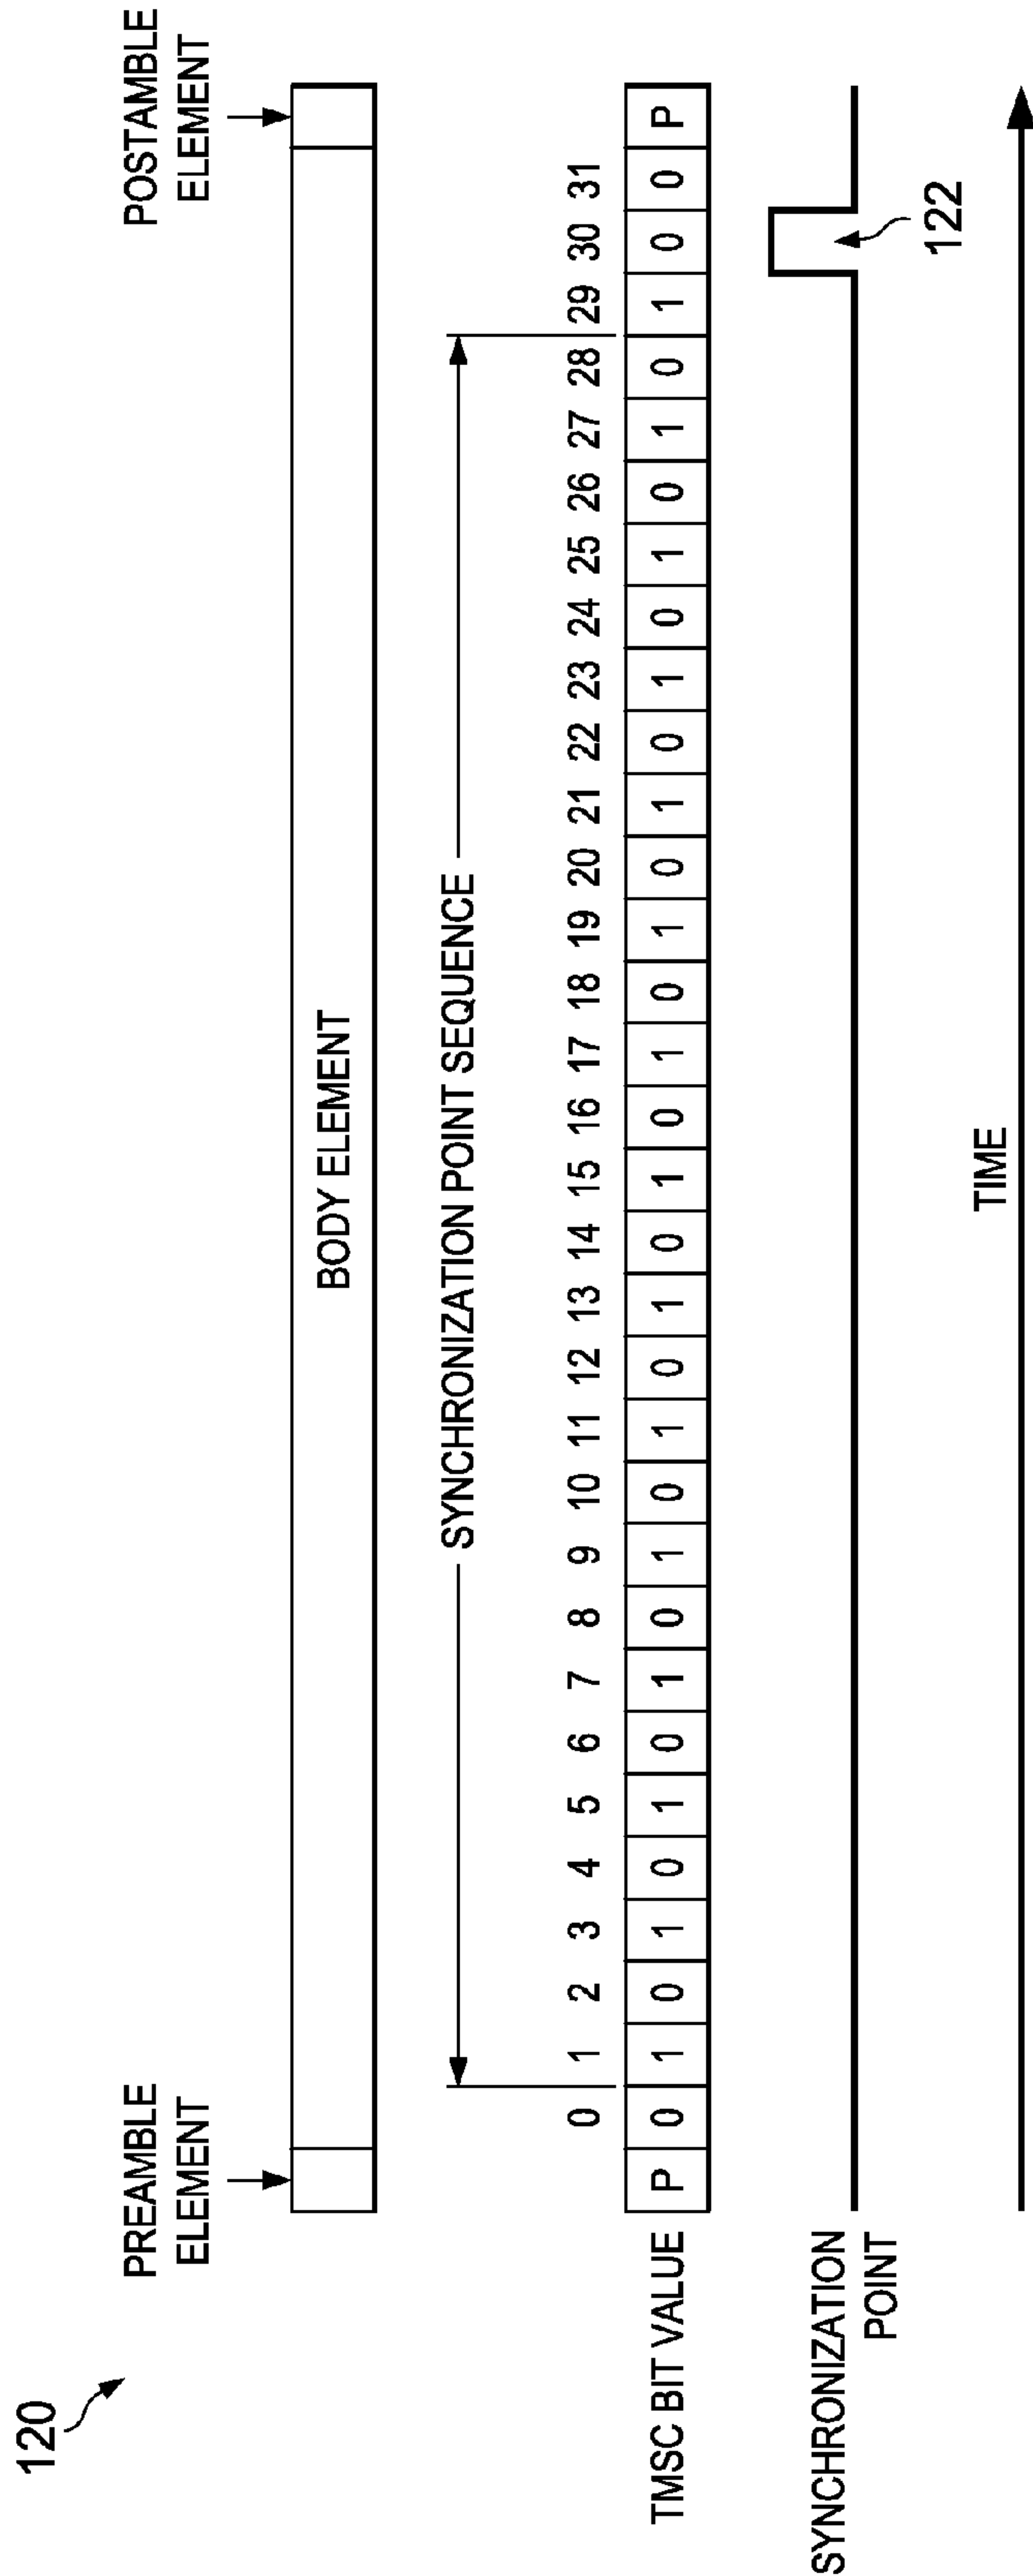 120
PREAMBLE
ELEMENT
POSTAMBLE
ELEMENT
BODY ELEMENT
SYNCHRONIZATION POINT SEQUENCE
0 1 2 3 4 5 6 7 8 9 10 11 12 13 14 15 16 17 18 19 20 21 22 23 24 25 26 27 28 29 30 31
TMSC BIT VALUE P 0 1 0 1 0 1 0 1 0 1 0 1 0 1 0 1 0 1 0 1 0 1 0 1 0 1 0 1 0 1 0 0 P
SYNCHRONIZATION
POINT
122
TIME